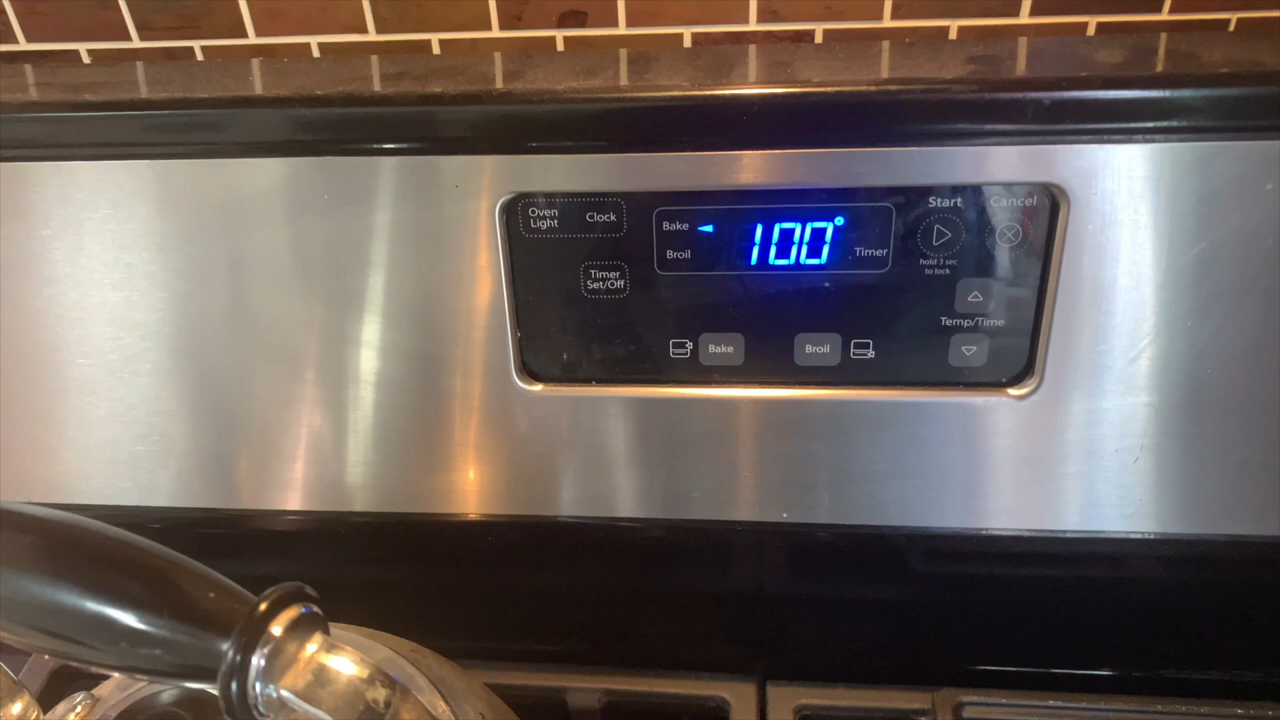 Oven
Light
Clock
Timer
Set/Off
Bake
100°
Broil
Timer
Start
hold 3 sec
to lock
Cancel
Temp/Time
Bake
Broil